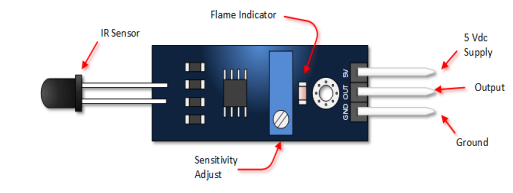 Flame Indicator
IR Sensor
5 Vdc
Supply
5V
OUT
GND
Output
Ground
Sensitivity
Adjust